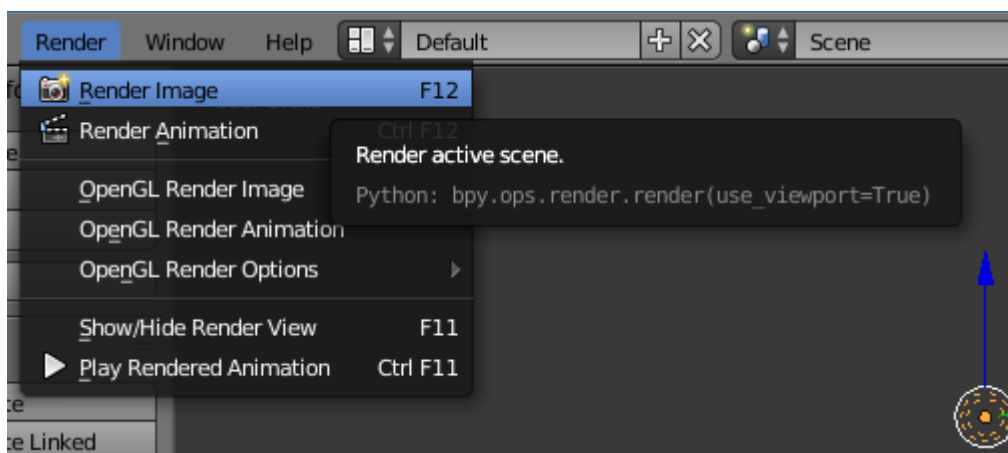 Render Window Help Default Scene
Render Image F12
Render Animation Ctrl F12
Render active scene.
OpenGL Render Image
Python: bpy.ops.render.render(use_viewport=True)
OpenGL Render Animation
OpenGL Render Options
Show/Hide Render View F11
Play Rendered Animation Ctrl F11
te Linked